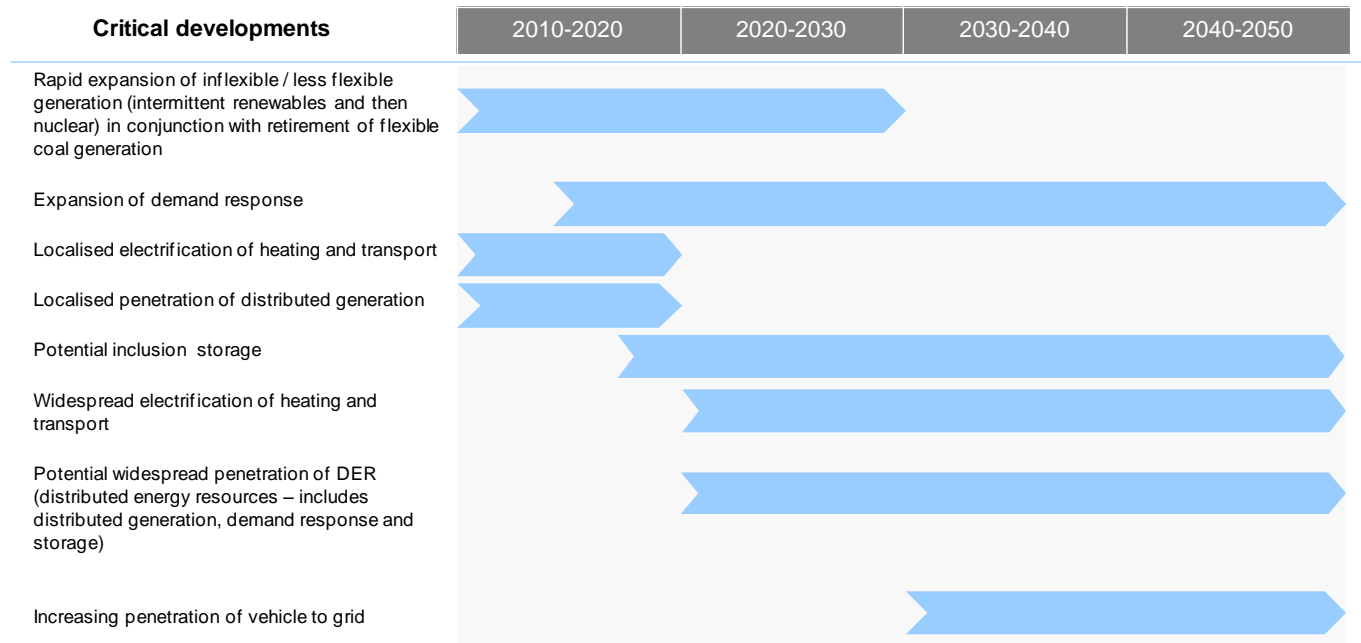 Critical developments 2010-2020 2020-2030 2030-2040 2040-2050
Rapid expansion of inflexible / less flexible
generation (intermittent renewables and then
nuclear) in conjunction with retirement of flexible
coal generation
Expansion of demand response
Localised electrification of heating and transport
Localised penetration of distributed generation
Potential inclusion storage
Widespread electrification of heating and
transport
Potential widespread penetration of DER
(distributed energy resources – includes
distributed generation, demand response and
storage)
Increasing penetration of vehicle to grid